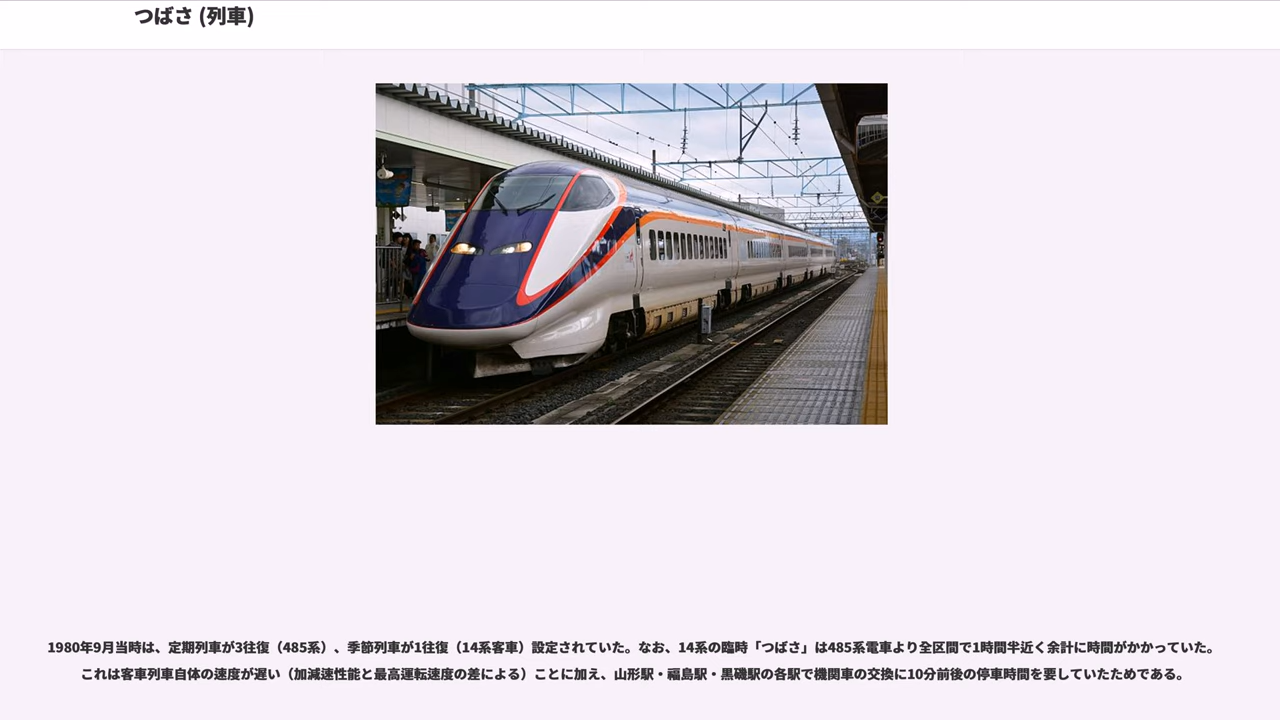 つばさ (列車)
1980年9月当時は、定期列車が3往復（485系）、季節列車が1往復（14系客車）設定されていた。なお、14系の臨時「つばさ」は485系電車より全区間で1時間半近く余計に時間がかかっていた。
これは客車列車自体の速度が遅い（加減速性能と最高運転速度の差による）ことに加え、山形駅・福島駅・黒磯駅の各駅で機関車の交換に10分前後の停車時間を要していたためである。